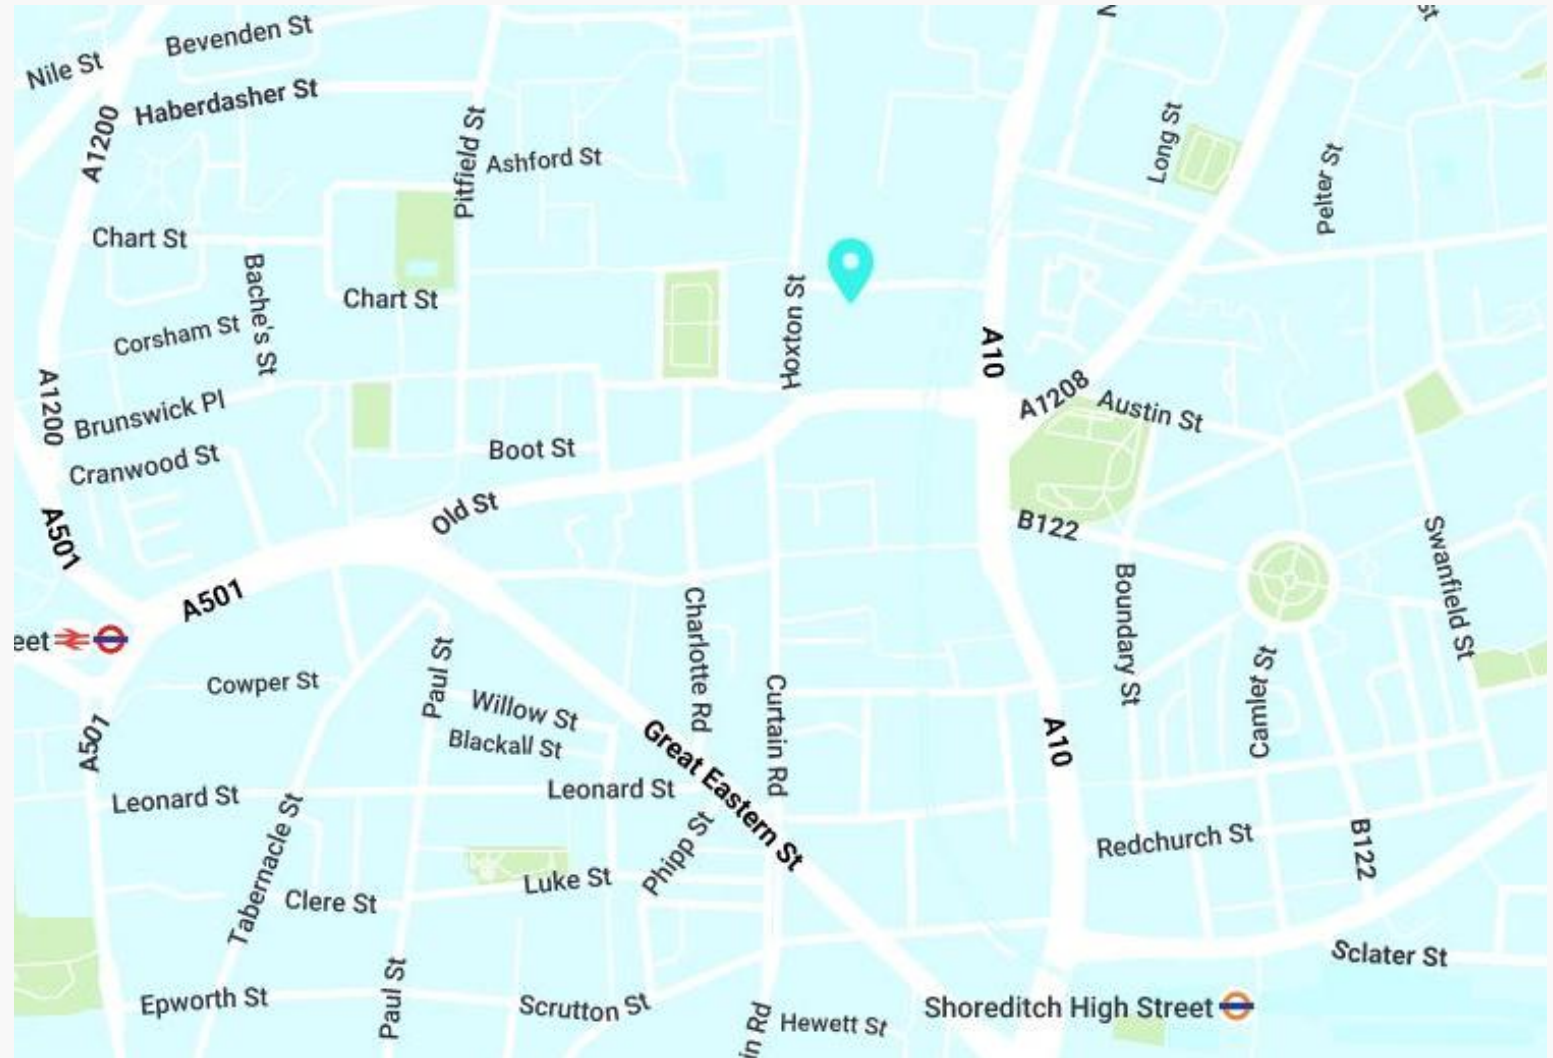 Bevenden St
Nile St
Haberdasher St
A1200
Pitfield St
Ashford St
Long St
Pelter St
St
Chart St
Bache's St
Chart St
Hoxton St
Corsham St
A10
A1208
Austin St
A1200
Brunswick Pl
Cranwood St
Boot St
Old St
A501
B122
Swanfield St
A501
Boundary St
Charlotte Rd
eet
Paul St
Cowper St
Willow St
Blackall St
Curtain Rd
Camlet St
A501
Great Eastern St
A10
Leonard St
Leonard St
Tabernacle St
Phipp St
Redchurch St
B122
Luke St
Clere St
Sclater St
Paul St
Epworth St
Scrutton St
in Rd
Hewett St
Shoreditch High Street